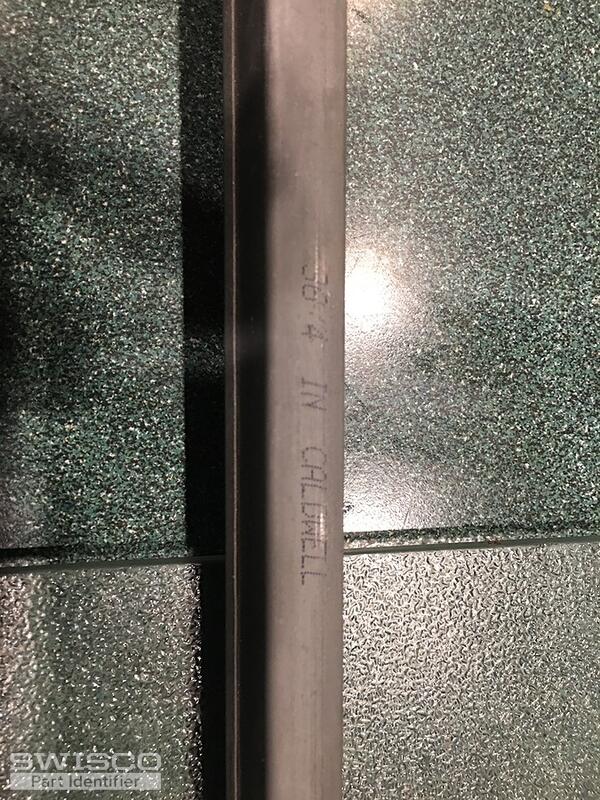 38-4 IN CALDWELL
SWISCO
Part Identifier